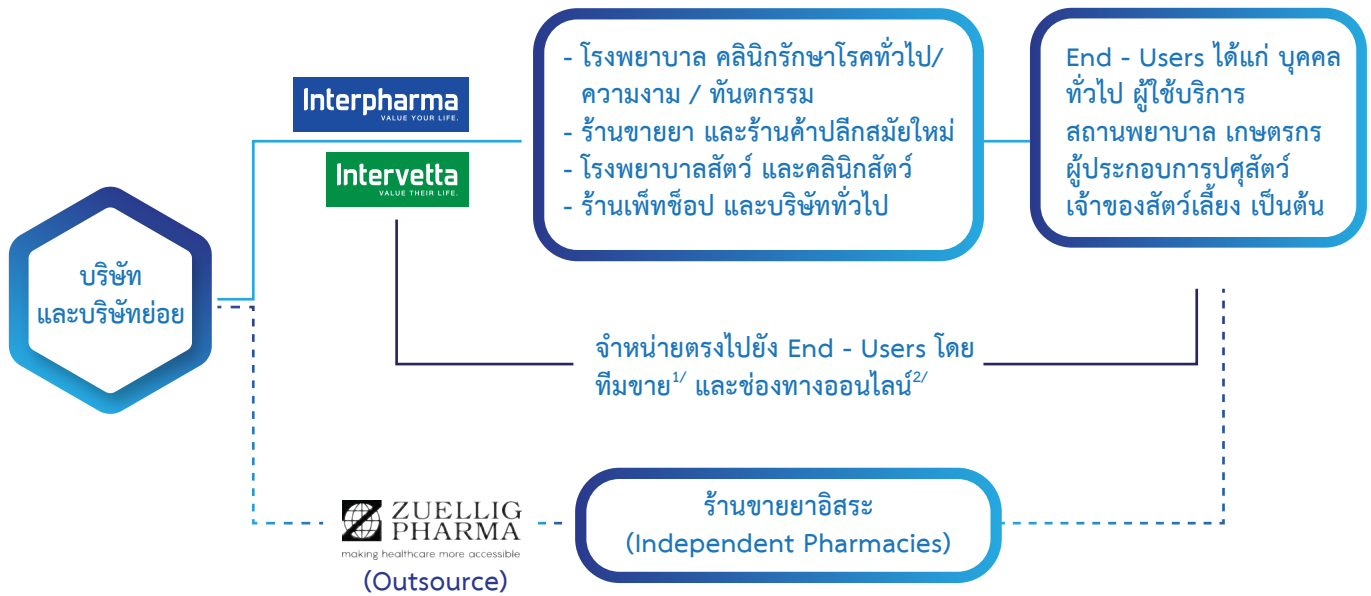 บริษัท
และบริษัทย่อย
Interpharma
VALUE YOUR LIFE.
Intervetta
VALUE THEIR LIFE.
- โรงพยาบาล คลินิกรักษาโรคทั่วไป/
ความงาม / ทันตกรรม
- ร้านขายยา และร้านค้าปลีกสมัยใหม่
- โรงพยาบาลสัตว์ และคลินิกสัตว์
- ร้านเพ็ทช็อป และบริษัททั่วไป
End - Users ได้แก่ บุคคล
ทั่วไป ผู้ใช้บริการ
สถานพยาบาล เกษตรกร
ผู้ประกอบการปศุสัตว์
เจ้าของสัตว์เลี้ยง เป็นต้น
จำหน่ายตรงไปยัง End - Users โดย
ทีมขาย1/ และช่องทางออนไลน์2/
ZUELLIG
PHARMA
making healthcare more accessible
(Outsource)
ร้านขายยาอิสระ
(Independent Pharmacies)